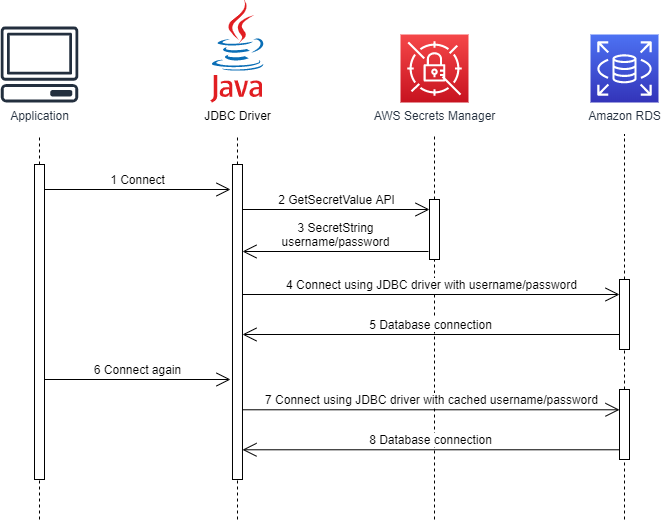 Java
Application
JDBC Driver
AWS Secrets Manager
Amazon RDS
1 Connect
2 GetSecretValue API
3 SecretString
username/password
4 Connect using JDBC driver with username/password
5 Database connection
6 Connect again
7 Connect using JDBC driver with cached username/password
8 Database connection